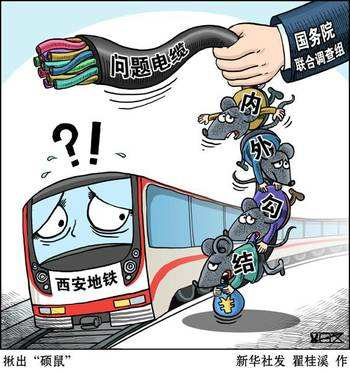 问题电缆
国务院
联合调查组
?!
内
外
勾
结
西安地铁
¥
揪出“硕鼠”
新华社发 瞿桂溪 作